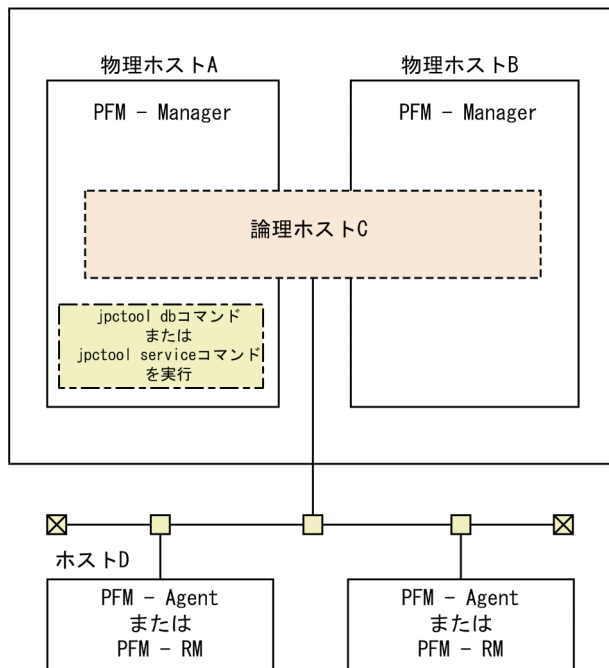 物理ホストA
物理ホストB
PFM - Manager
PFM - Manager
論理ホストC
jpctool dbコマンド
または
jpctool serviceコマンド
を実行
ホストD
PFM - Agent
または
PFM - RM
PFM - Agent
または
PFM - RM